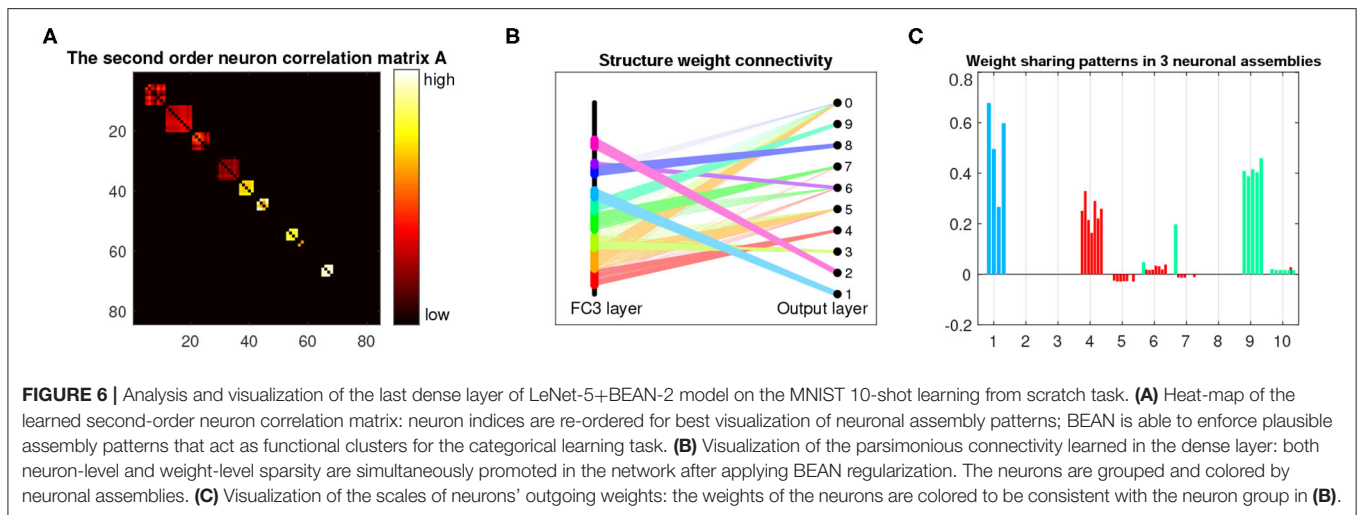 A
The second order neuron correlation matrix A
high
low
20
40
60
80
20
40
60
80
B
Structure weight connectivity
0
9
8
7
6
5
4
3
2
1
FC3 layer
Output layer
C
Weight sharing patterns in 3 neuronal assemblies
0.8
0.6
0.4
0.2
0
-0.2
1 2 3 4 5 6 7 8 9 10
FIGURE 6 | Analysis and visualization of the last dense layer of LeNet-5+BEAN-2 model on the MNIST 10-shot learning from scratch task. (A) Heat-map of the
learned second-order neuron correlation matrix: neuron indices are re-ordered for best visualization of neuronal assembly patterns; BEAN is able to enforce plausible
assembly patterns that act as functional clusters for the categorical learning task. (B) Visualization of the parsimonious connectivity learned in the dense layer: both
neuron-level and weight-level sparsity are simultaneously promoted in the network after applying BEAN regularization. The neurons are grouped and colored by
neuronal assemblies. (C) Visualization of the scales of neurons' outgoing weights: the weights of the neurons are colored to be consistent with the neuron group in (B).